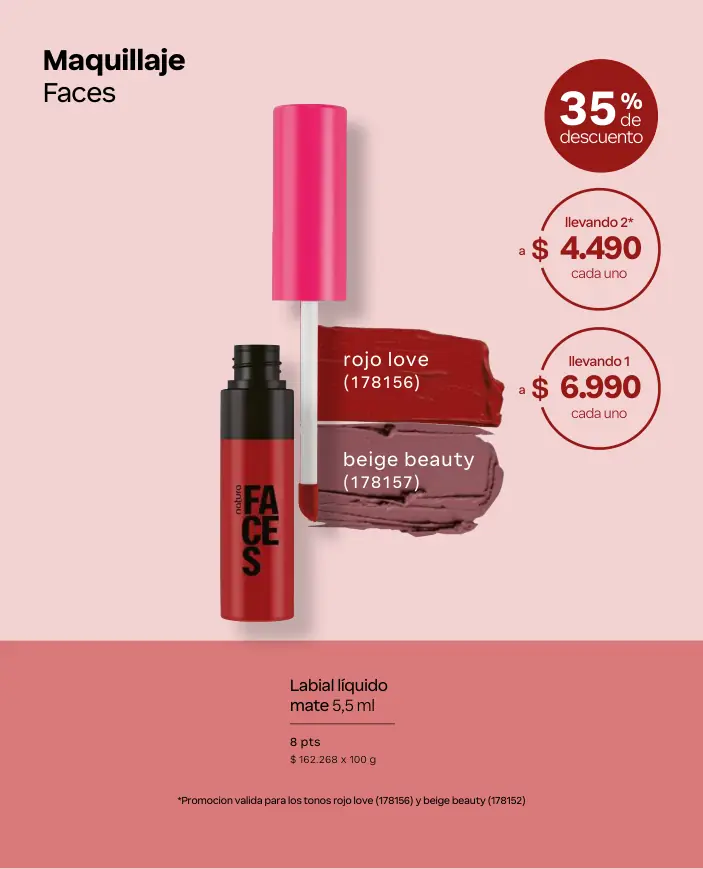 Maquillaje
Faces
35%
de
descuento
llevando 2*
a $ 4.490
cada uno
llevando 1
a $ 6.990
cada uno
rojo love
(178156)
beige beauty
(178157)
natura
FA
CE
S
Labial líquido
mate 5,5 ml
8 pts
$ 162.268 x 100 g
*Promocion valida para los tonos rojo love (178156) y beige beauty (178152)